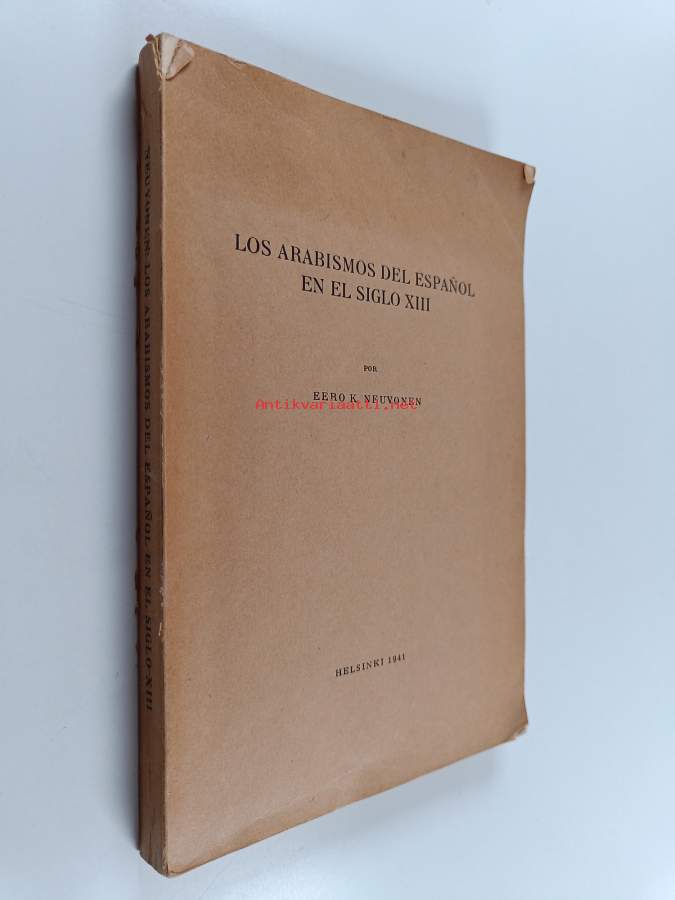 LOS ARABISMOS DEL ESPAÑOL
EN EL SIGLO XIII
POR
EERO K. NEUVONEN
Antikvariaatti.net
HELSINKI 1941
NEUVONEN: LOS ARABISMOS DEL ESPAÑOL EN EL SIGLO XIII